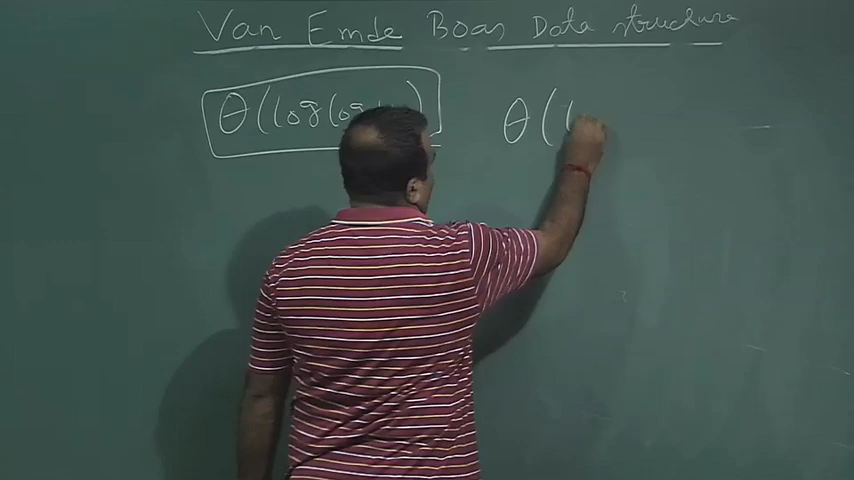 Van Emde Boas Data structure
θ(log log θ(l